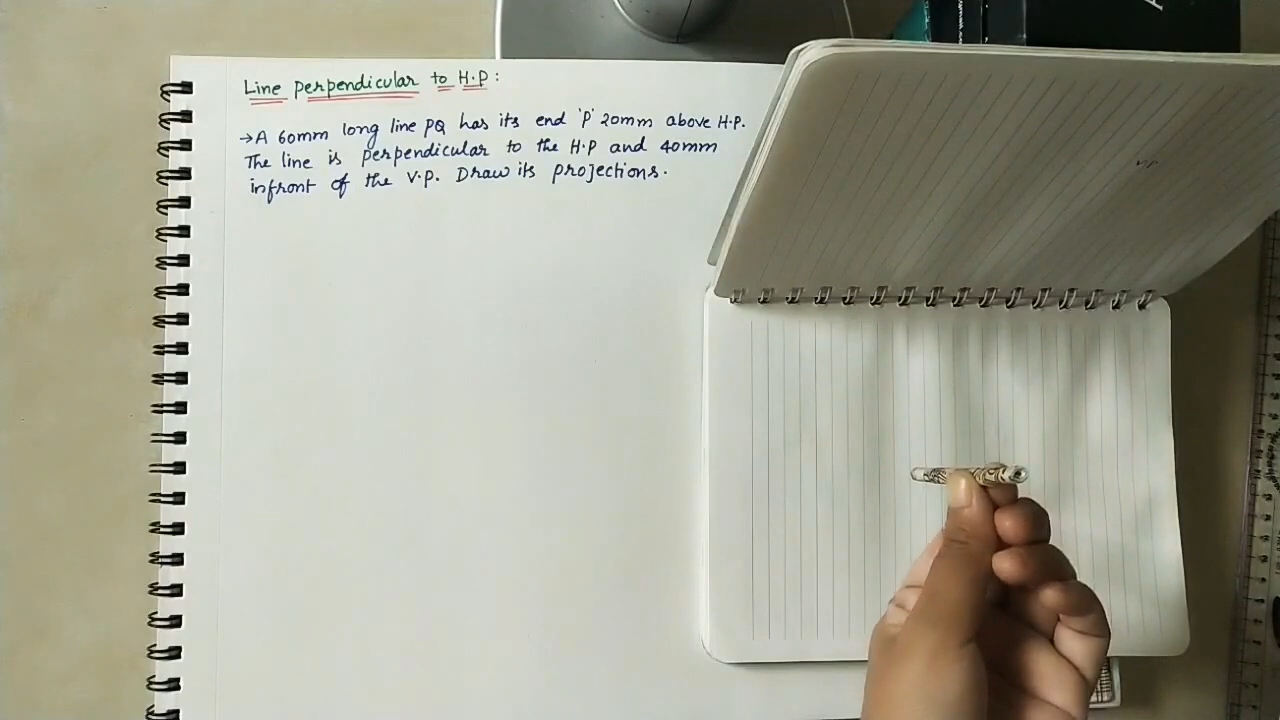 Line perpendicular to H.P :
→A 60mm long line PQ has its end 'P' 20mm above H.P.
The line is perpendicular to the H.P and 40mm
infront of the V.P. Draw its projections.
V.P